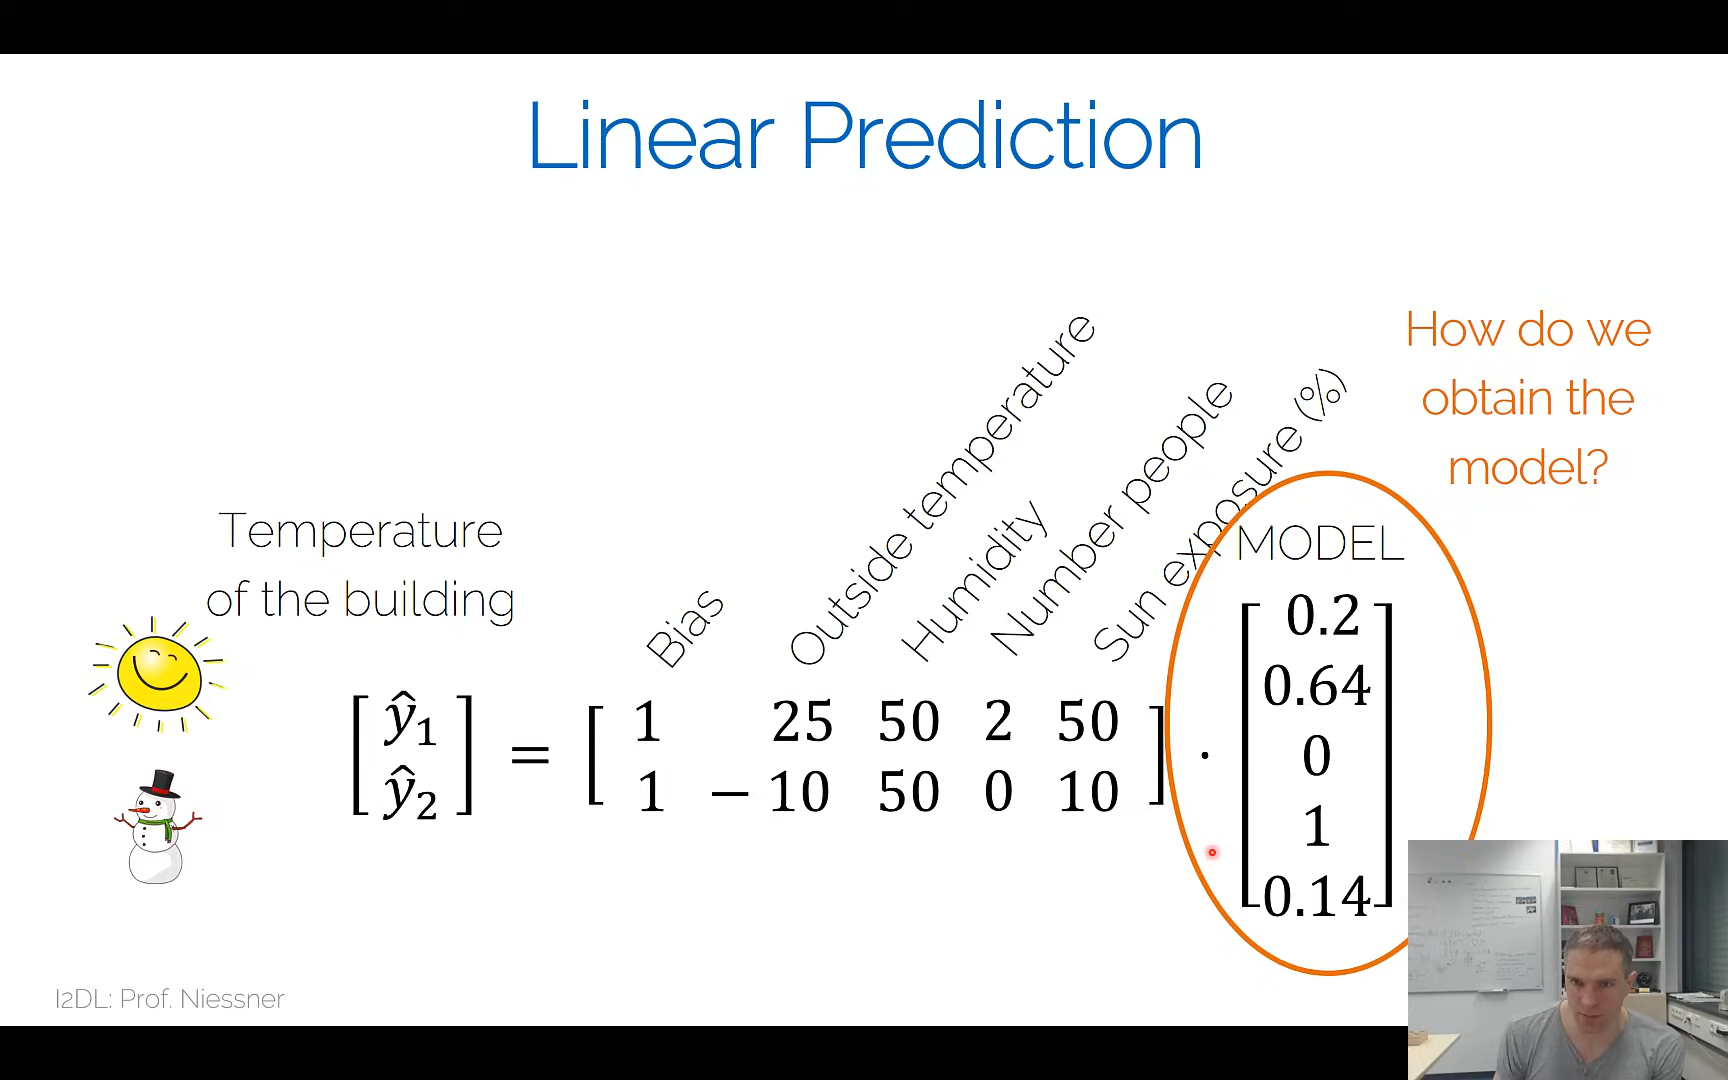 Linear Prediction
How do we
obtain the
model?
Temperature
of the building
Bias
Outside temperature
Humidity
Number people
Sun exposure (%)
MODEL
[ŷ₁] = [1 25 50 2 50] · [0.2]
[ŷ₂] [1 −10 50 0 10] [0.64]
0
1
0.14
I2DL: Prof. Niessner